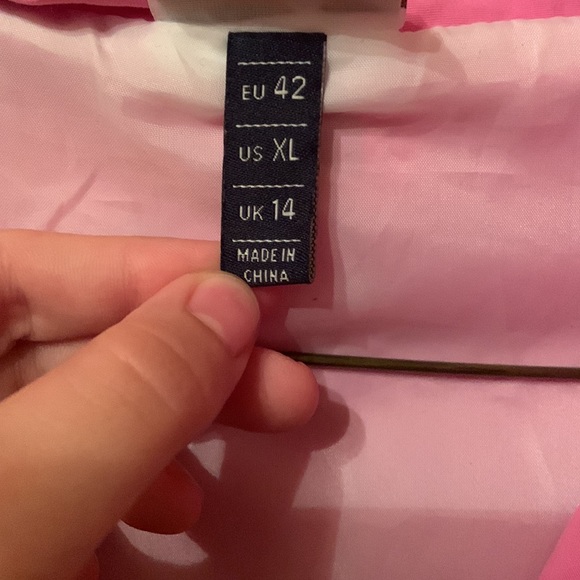 EU 42
US XL
UK 14
MADE IN
CHINA